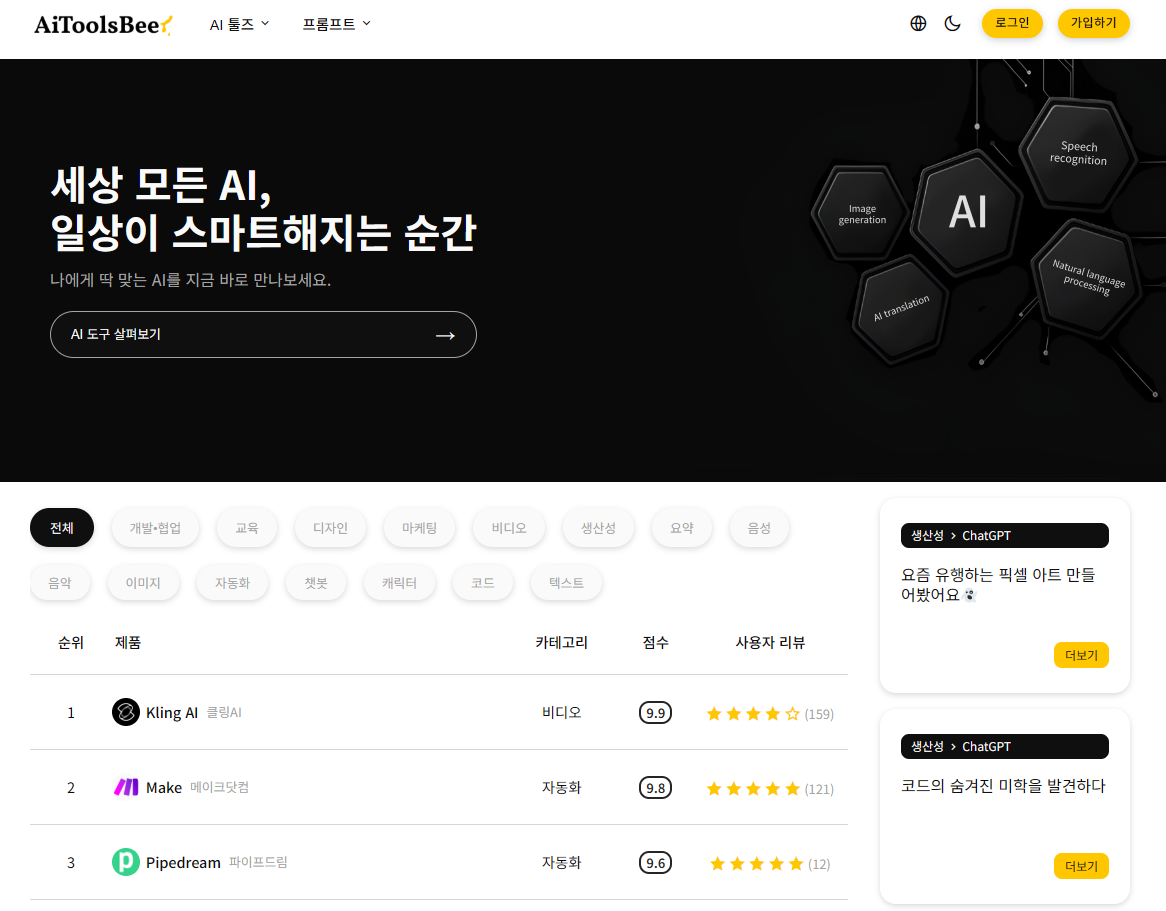 AiToolsBee
AI 툴즈
프롬프트
로그인
가입하기
세상 모든 AI,
일상이 스마트해지는 순간
나에게 딱 맞는 AI를 지금 바로 만나보세요.
AI 도구 살펴보기 →
Speech
recognition
Image
generation
AI
Natural language
processing
AI translation
전체 개발•협업 교육 디자인 마케팅 비디오 생산성 요약 음성
음악 이미지 자동화 챗봇 캐릭터 코드 텍스트
순위 제품 카테고리 점수 사용자 리뷰
1 Kling AI 클링AI 비디오 9.9 (159)
2 Make 메이크닷컴 자동화 9.8 (121)
3 Pipedream 파이프드림 자동화 9.6 (12)
생산성 > ChatGPT
요즘 유행하는 픽셀 아트 만들
어봤어요
더보기
생산성 > ChatGPT
코드의 숨겨진 미학을 발견하다
더보기